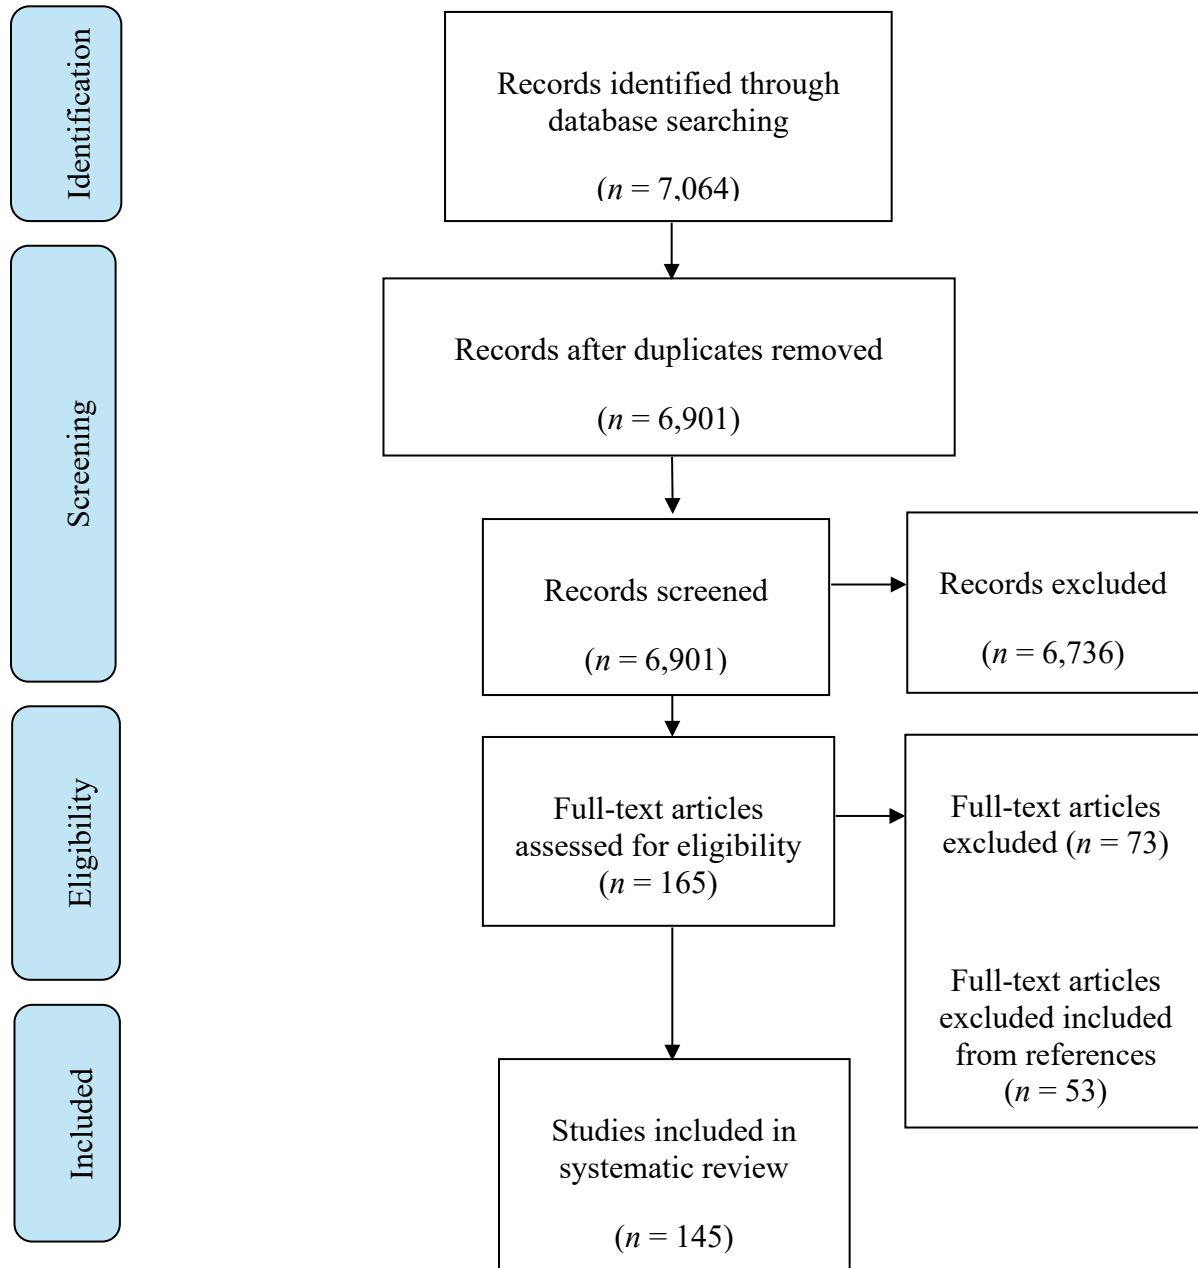 Identification
Records identified through
database searching
(n = 7,064)
Screening
Records after duplicates removed
(n = 6,901)
Records screened
(n = 6,901)
Records excluded
(n = 6,736)
Eligibility
Full-text articles
assessed for eligibility
(n = 165)
Full-text articles
excluded (n = 73)
Full-text articles
excluded included
from references
(n = 53)
Included
Studies included in
systematic review
(n = 145)